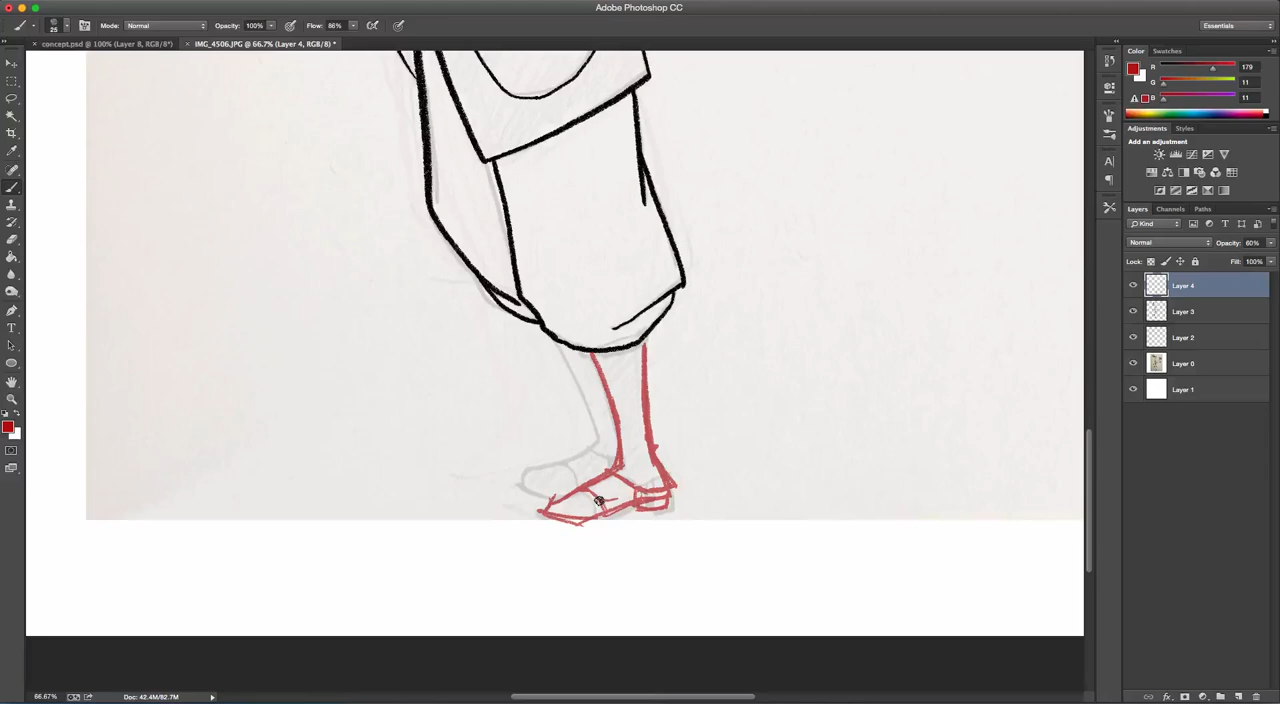 Adobe Photoshop CC
25
Mode: Normal
Opacity: 100%
Flow: 86%
Essentials
concept.psd @ 100% (Layer 8, RGB/8*)
IMG_4506.JPG @ 66.7% (Layer 4, RGB/8) *
Color
Swatches
R
179
G
11
B
11
Adjustments
Styles
Add an adjustment
Layers
Channels
Paths
Kind
Normal
Opacity: 60%
Lock:
Fill: 100%
Layer 4
Layer 3
Layer 2
Layer 0
Layer 1
66.67%
Doc: 42.4M/82.7M